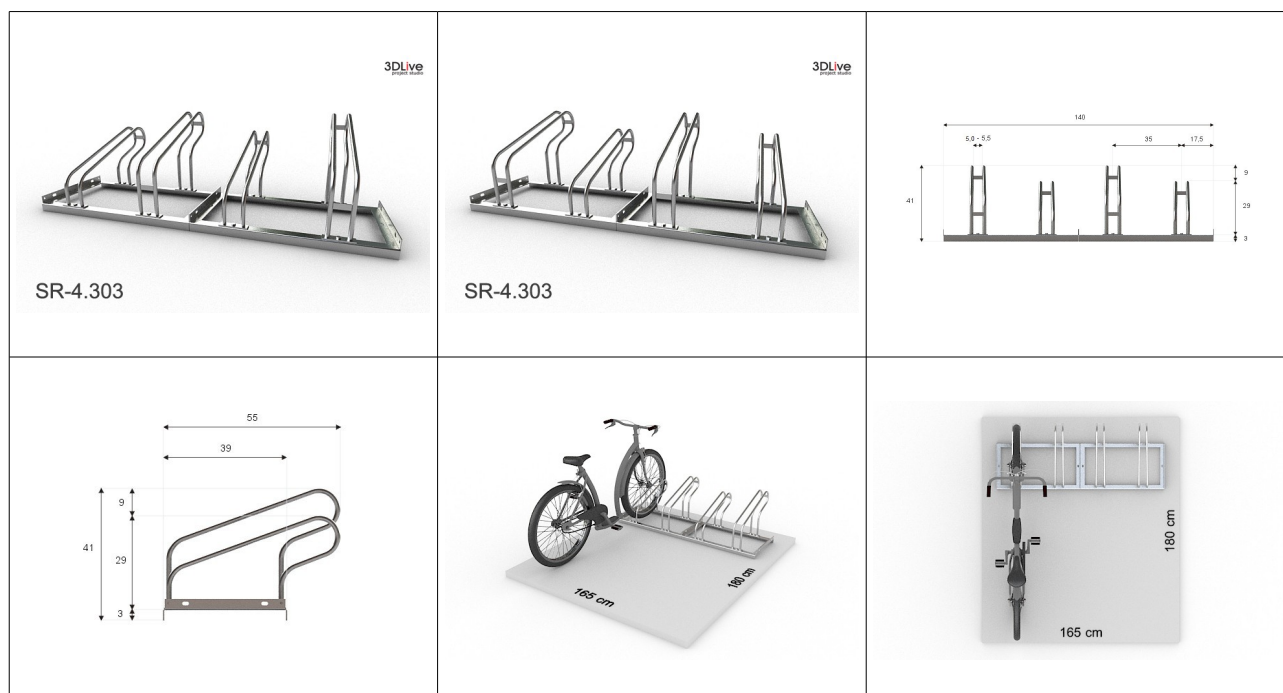 3DLive
project studio
SR-4.303
3DLive
project studio
SR-4.303
140
5,0 - 5,5
35
17,5
41
9
29
3
55
39
41
9
29
3
165 cm
180 cm
180 cm
165 cm